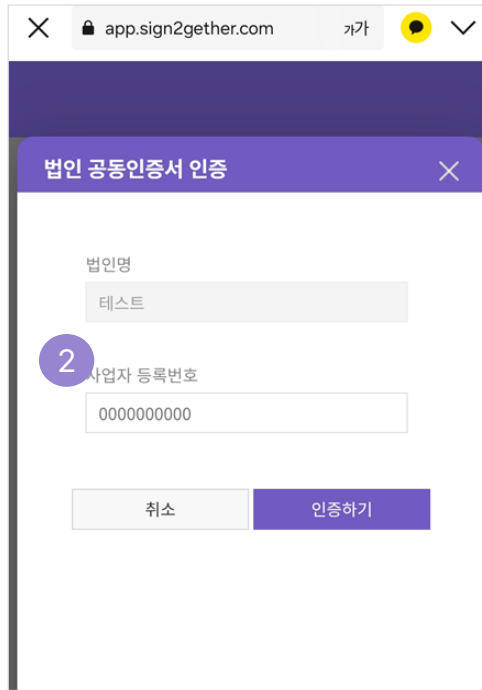 app.sign2gether.com 가가
법인 공동인증서 인증
법인명
테스트
2
사업자 등록번호
0000000000
취소 인증하기